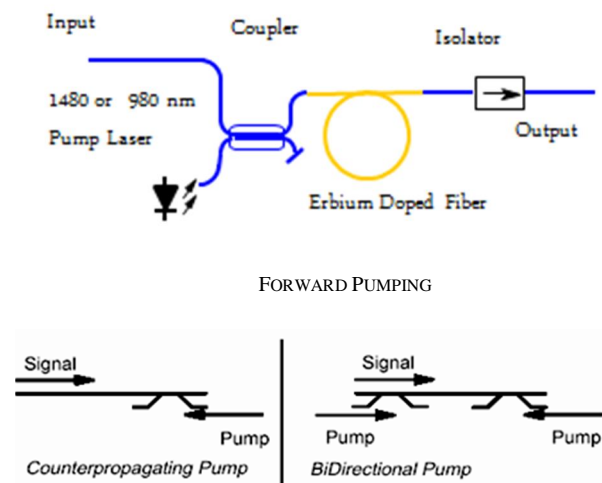 Input
Coupler
Isolator
1480 or 980 nm
Pump Laser
Output
Erbium Doped Fiber
FORWARD PUMPING
Signal
Pump
Counterpropagating Pump
Signal
Pump
Pump
BiDirectional Pump